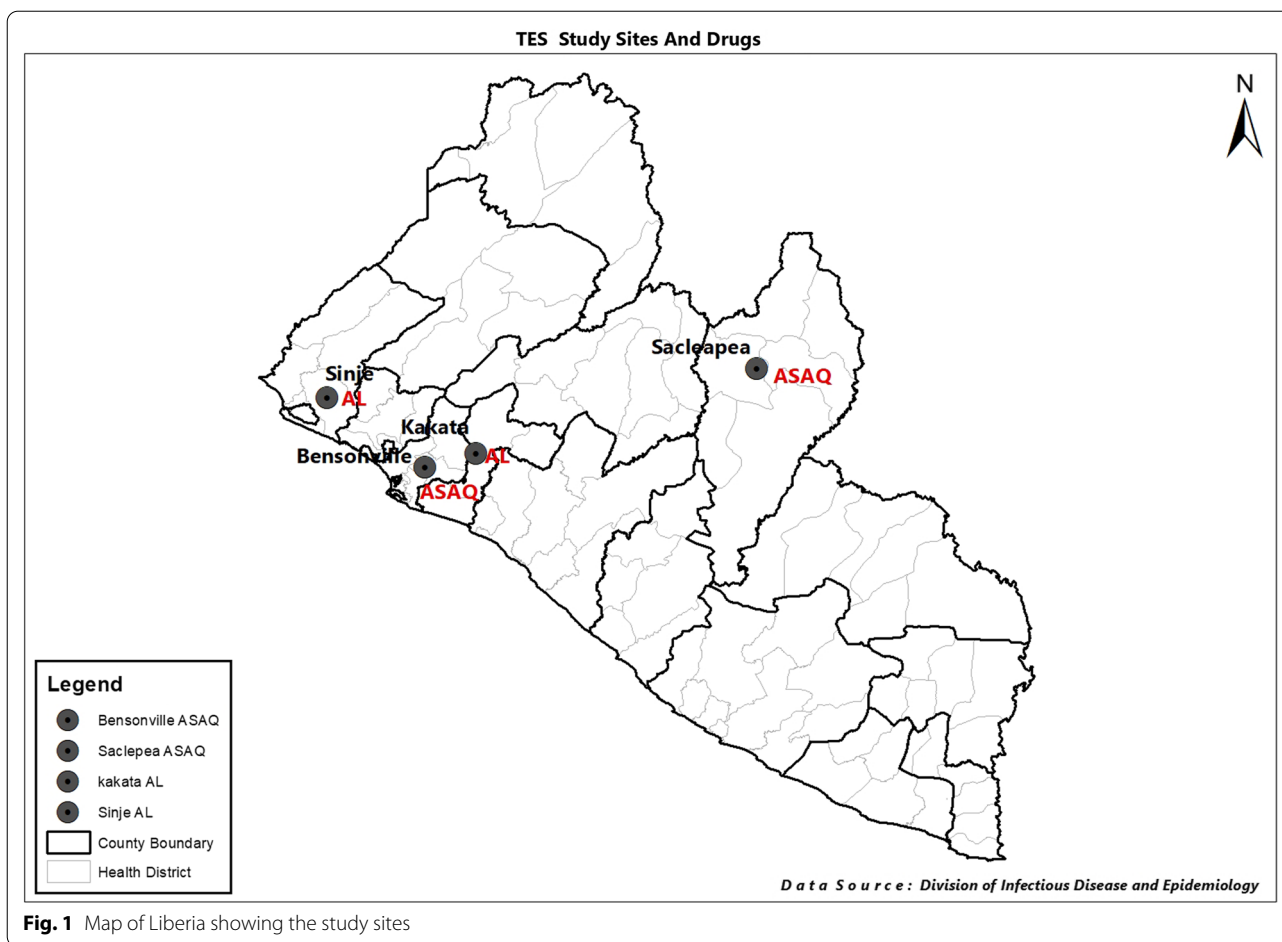 TES Study Sites And Drugs
N
Sacleapea
ASAQ
Sinje
AL
Kakata
AL
Bensonville
ASAQ
Legend
Bensonville ASAQ
Saclepea ASAQ
kakata AL
Sinje AL
County Boundary
Health District
Data Source: Division of Infectious Disease and Epidemiology
Fig. 1 Map of Liberia showing the study sites